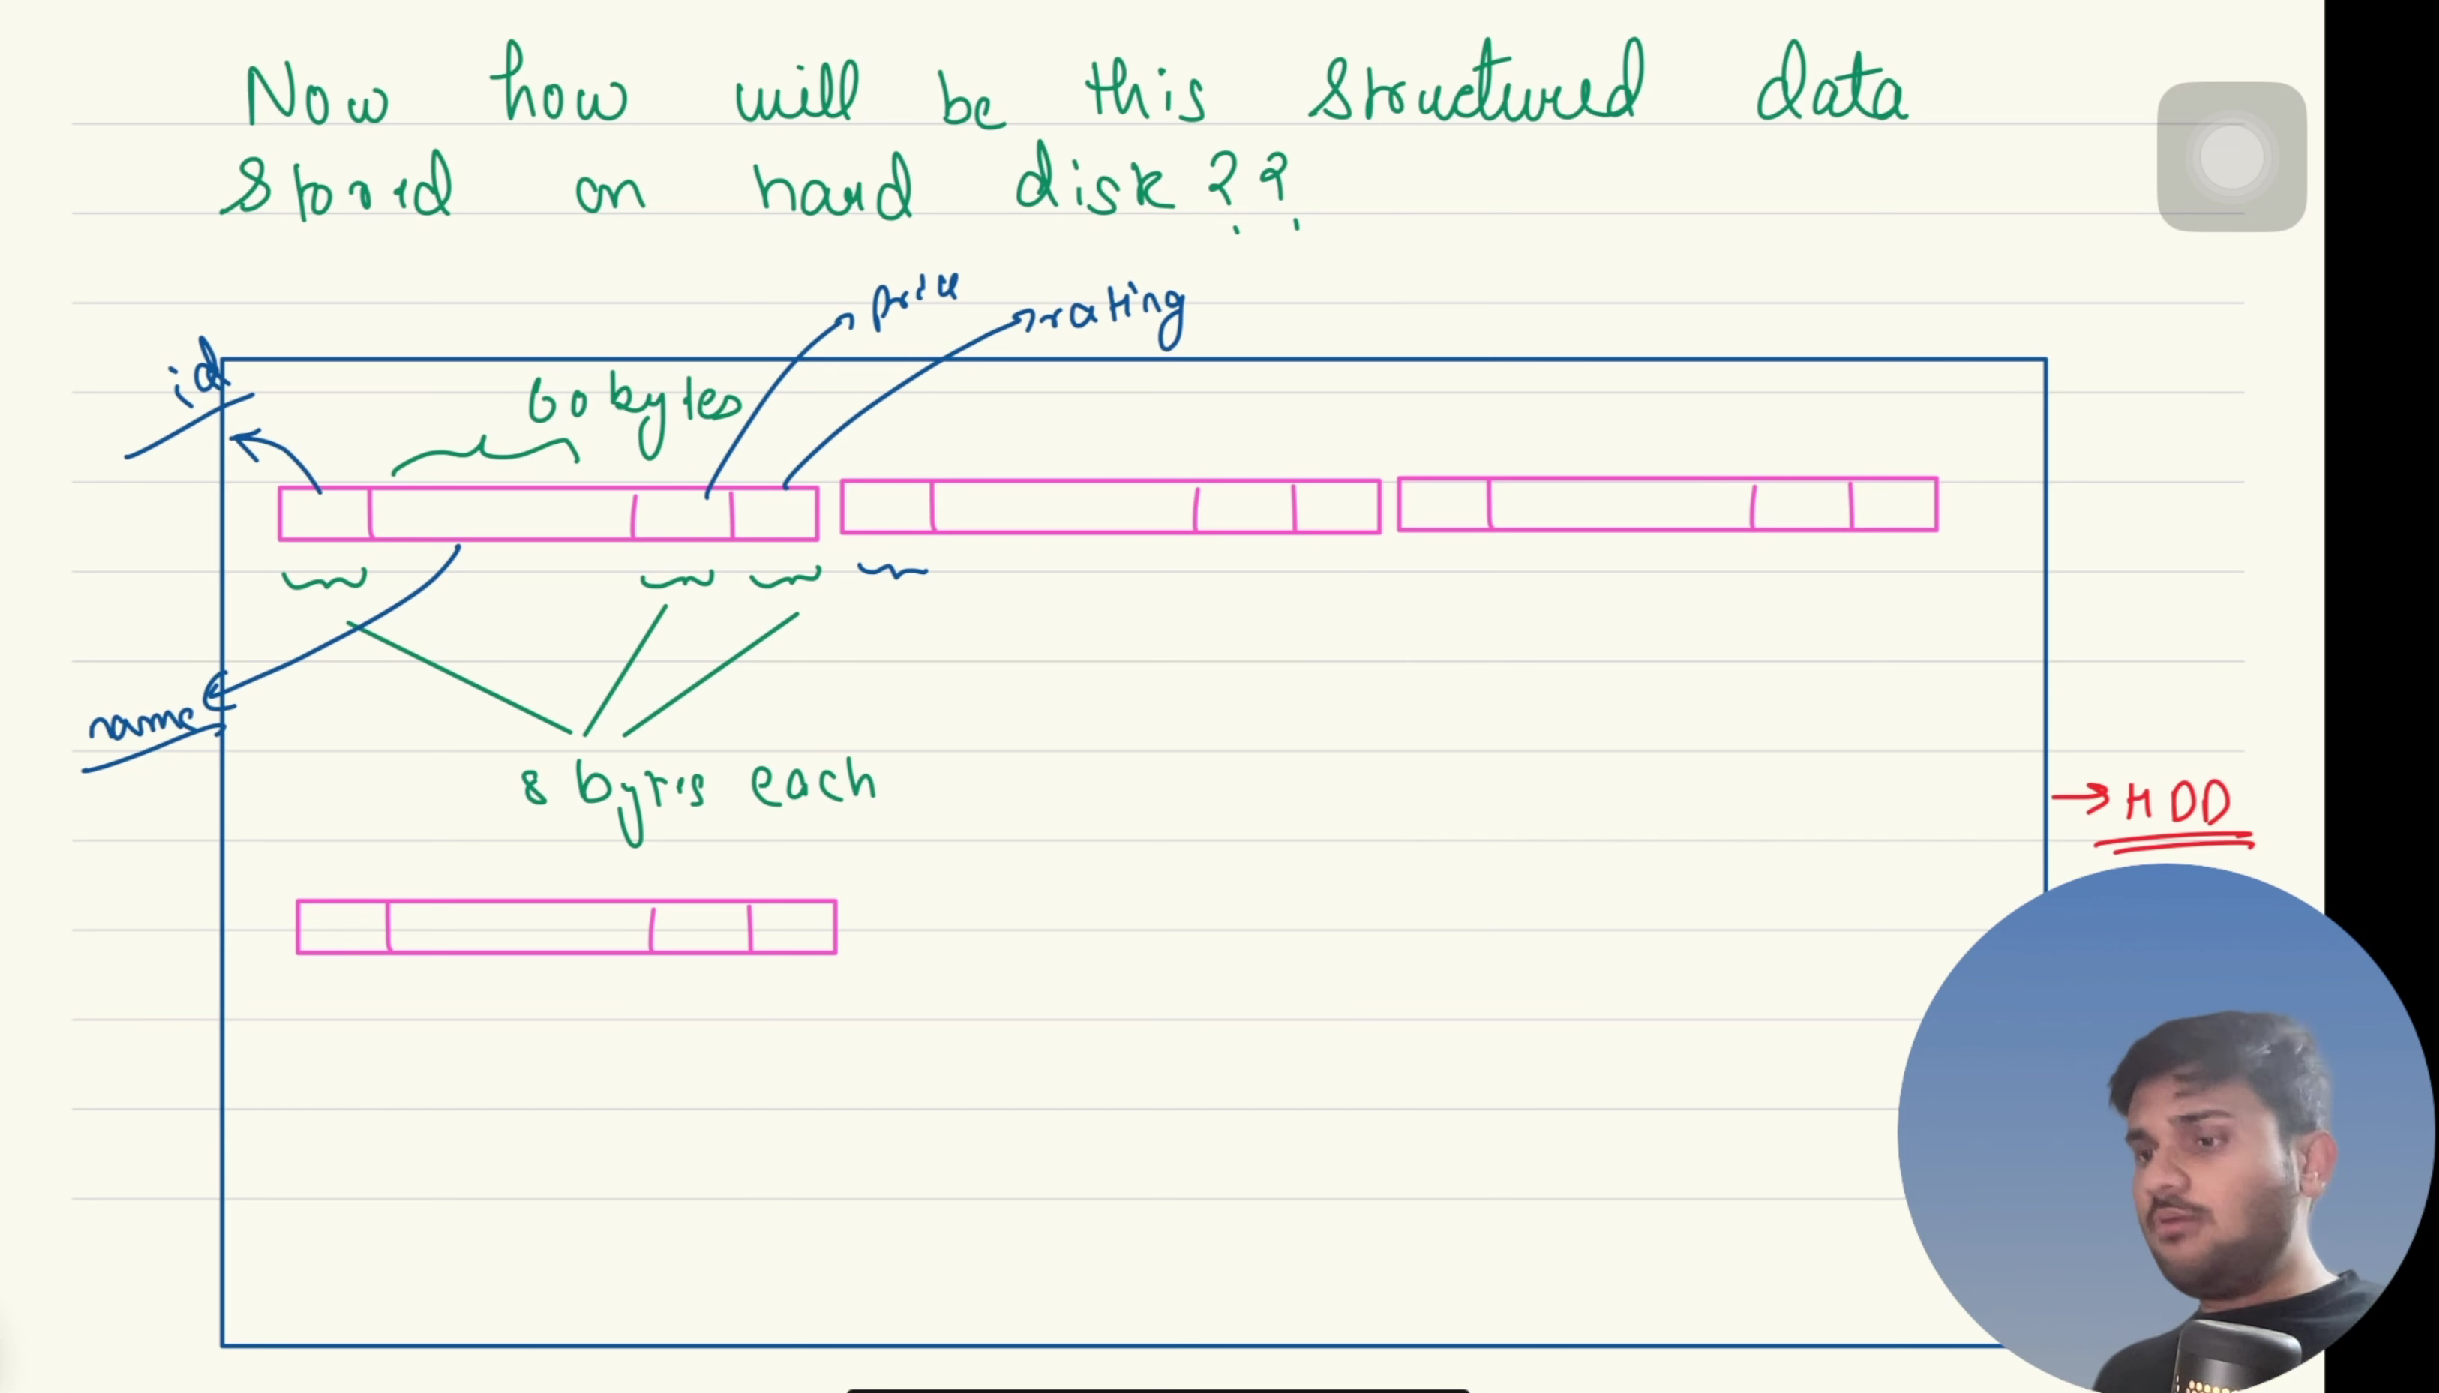 Now how will be this structured data
stored on hard disk??
price
rating
id
60 bytes
name
8 bytes each
→ HDD